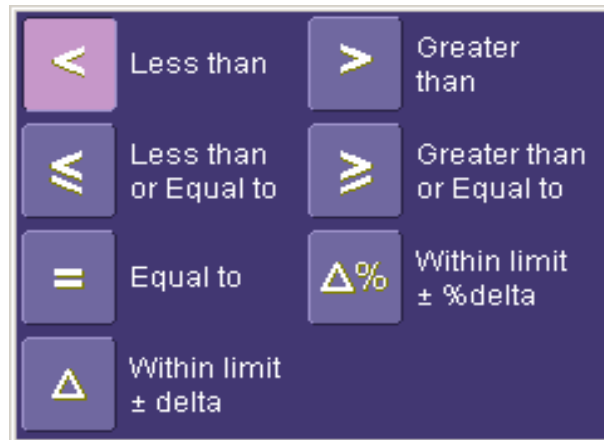 < Less than
> Greater than
≤ Less than or Equal to
≥ Greater than or Equal to
= Equal to
Δ% Within limit ± %delta
Δ Within limit ± delta